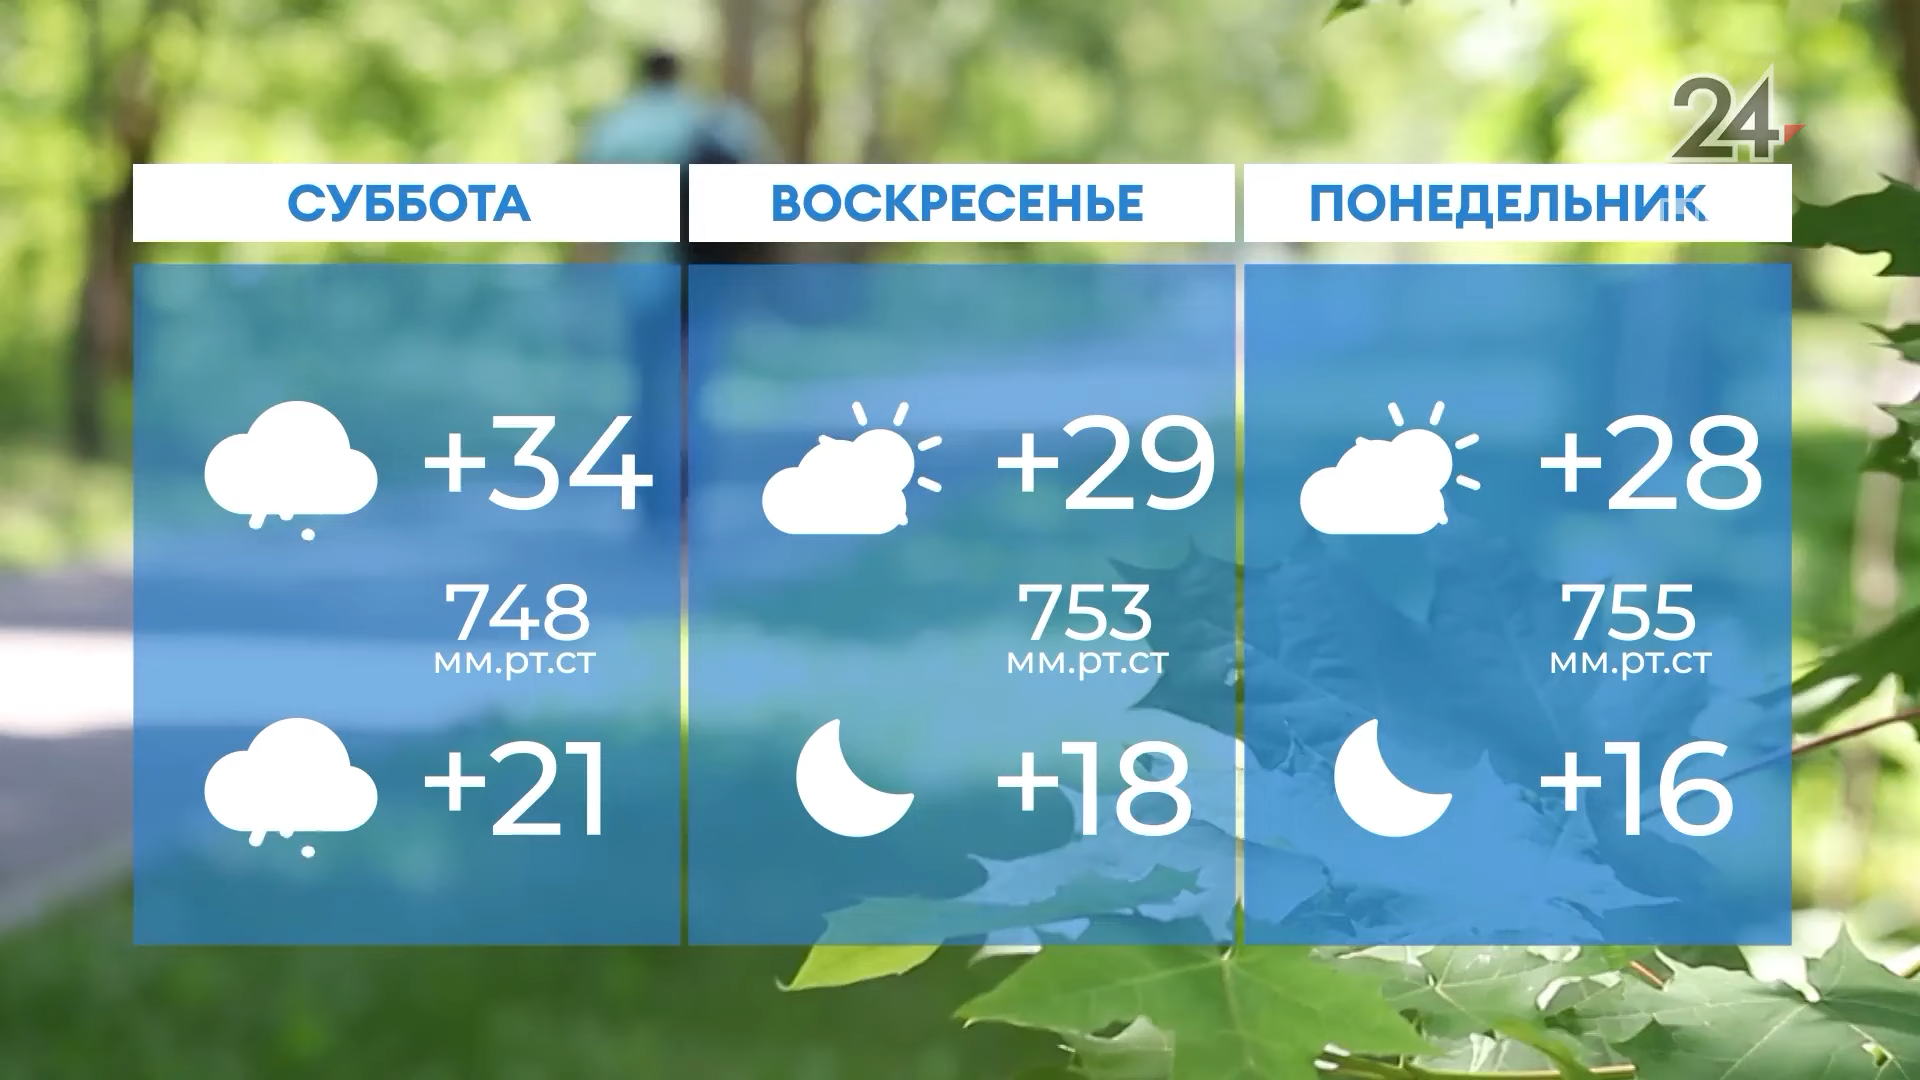 24
СУББОТА
ВОСКРЕСЕНЬЕ
ПОНЕДЕЛЬНИК
+34
+29
+28
748
мм.рт.ст
753
мм.рт.ст
755
мм.рт.ст
+21
+18
+16